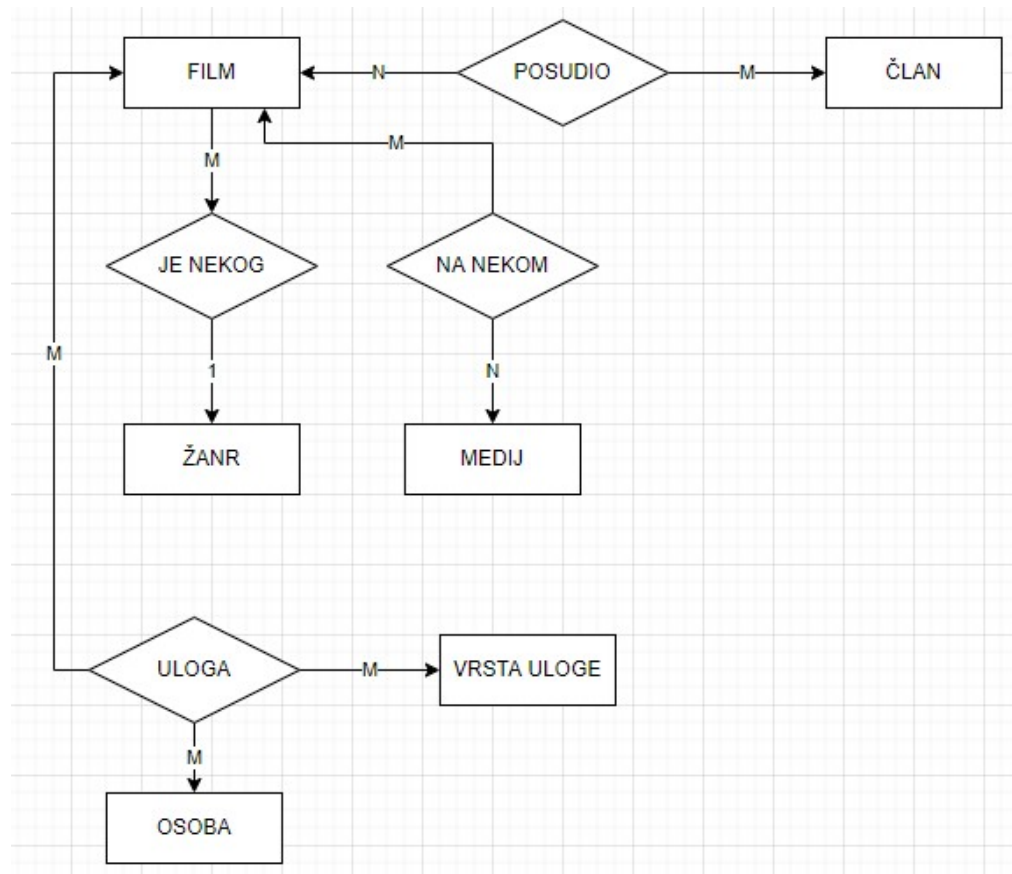 FILM
N
POSUDIO
M
ČLAN
M
M
JE NEKOG
NA NEKOM
M
1
N
ŽANR
MEDIJ
ULOGA
M
VRSTA ULOGE
M
OSOBA